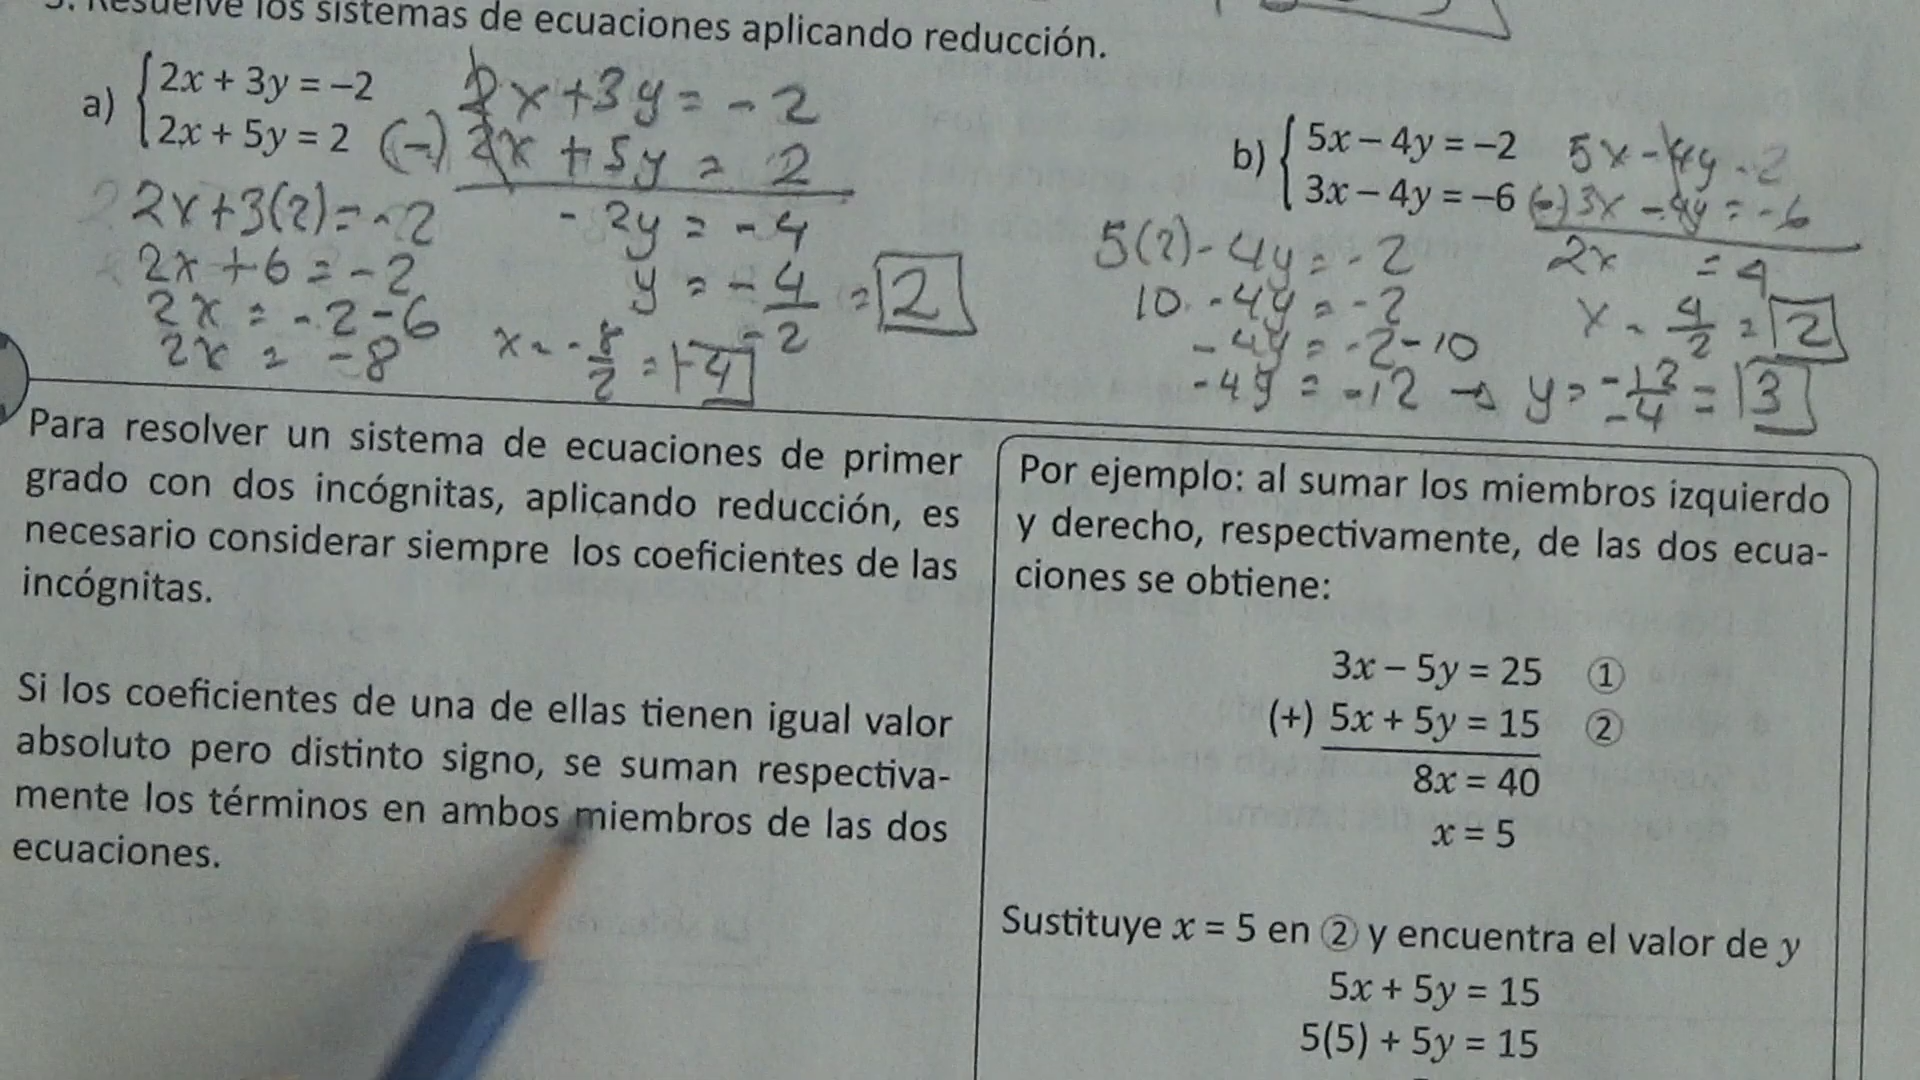 Resuelve los sistemas de ecuaciones aplicando reducción.
a) {2x + 3y = –2
2x + 5y = 2
2x+3y = -2
(-) 2x + 5y = 2
-2y = -4
y = -4/-2 = 2
2x+3(2)=-2
2x+6=-2
2x = -2-6
2x = -8
x = -8/2 = -4
b) {5x – 4y = –2
3x – 4y = –6
5x-4y -2
(-) 3x -4y = -6
2x = 4
x = 4/2 = 2
5(2)-4y=-2
10 -4y = -2
-4y = -2-10
-4y = -12 → y = -12/-4 = 3
Para resolver un sistema de ecuaciones de primer
grado con dos incógnitas, aplicando reducción, es
necesario considerar siempre los coeficientes de las
incógnitas.
Si los coeficientes de una de ellas tienen igual valor
absoluto pero distinto signo, se suman respectiva-
mente los términos en ambos miembros de las dos
ecuaciones.
Por ejemplo: al sumar los miembros izquierdo
y derecho, respectivamente, de las dos ecua-
ciones se obtiene:
3x – 5y = 25 ①
(+) 5x + 5y = 15 ②
8x = 40
x = 5
Sustituye x = 5 en ② y encuentra el valor de y
5x + 5y = 15
5(5) + 5y = 15